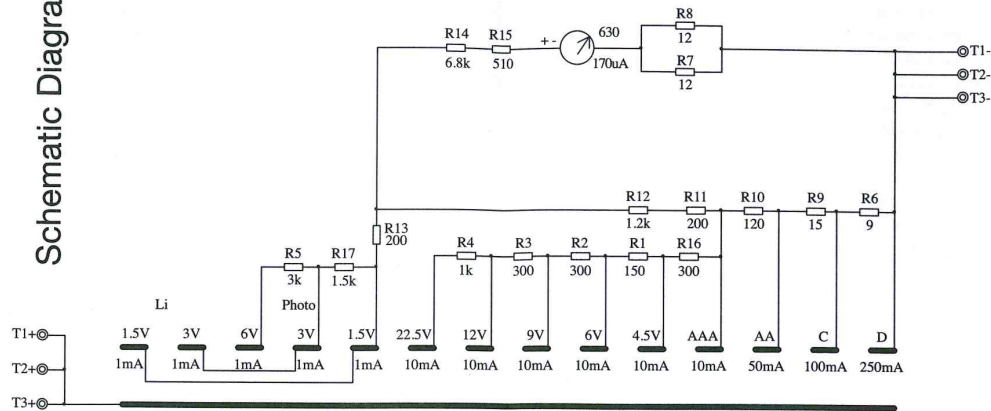 Schematic Diagra
R14
6.8k
R15
510
+ -
630
170uA
R8
12
R7
12
T1-
T2-
T3-
R12
1.2k
R11
200
R10
120
R9
15
R6
9
R13
200
R5
3k
R17
1.5k
R4
1k
R3
300
R2
300
R1
150
R16
300
Li
Photo
1.5V
3V
6V
3V
1.5V
22.5V
12V
9V
6V
4.5V
AAA
AA
C
D
1mA
1mA
1mA
1mA
1mA
10mA
10mA
10mA
10mA
10mA
10mA
50mA
100mA
250mA
T1+
T2+
T3+